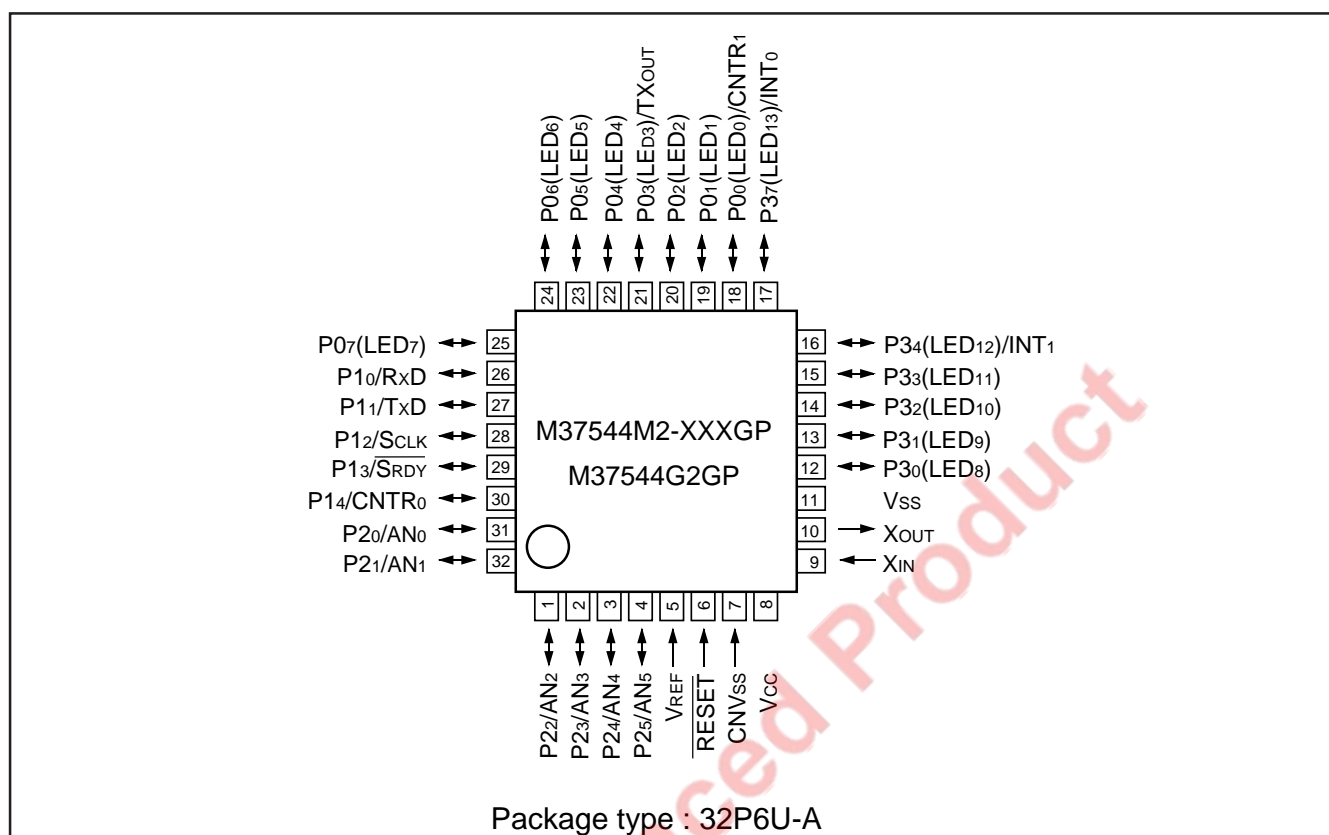 P06(LED6)
P05(LED5)
P04(LED4)
P03(LED3)/TXOUT
P02(LED2)
P01(LED1)
P00(LED0)/CNTR1
P37(LED13)/INT0
24
23
22
21
20
19
18
17
P07(LED7) 25
P10/RXD 26
P11/TXD 27
P12/SCLK 28
P13/S̅R̅D̅Y̅ 29
P14/CNTR0 30
P20/AN0 31
P21/AN1 32
M37544M2-XXXGP
M37544G2GP
16 P34(LED12)/INT1
15 P33(LED11)
14 P32(LED10)
13 P31(LED9)
12 P30(LED8)
11 VSS
10 XOUT
9 XIN
1
2
3
4
5
6
7
8
P22/AN2
P23/AN3
P24/AN4
P25/AN5
VREF
R̅E̅S̅E̅T̅
CNVSS
VCC
Package type : 32P6U-A
ced Product